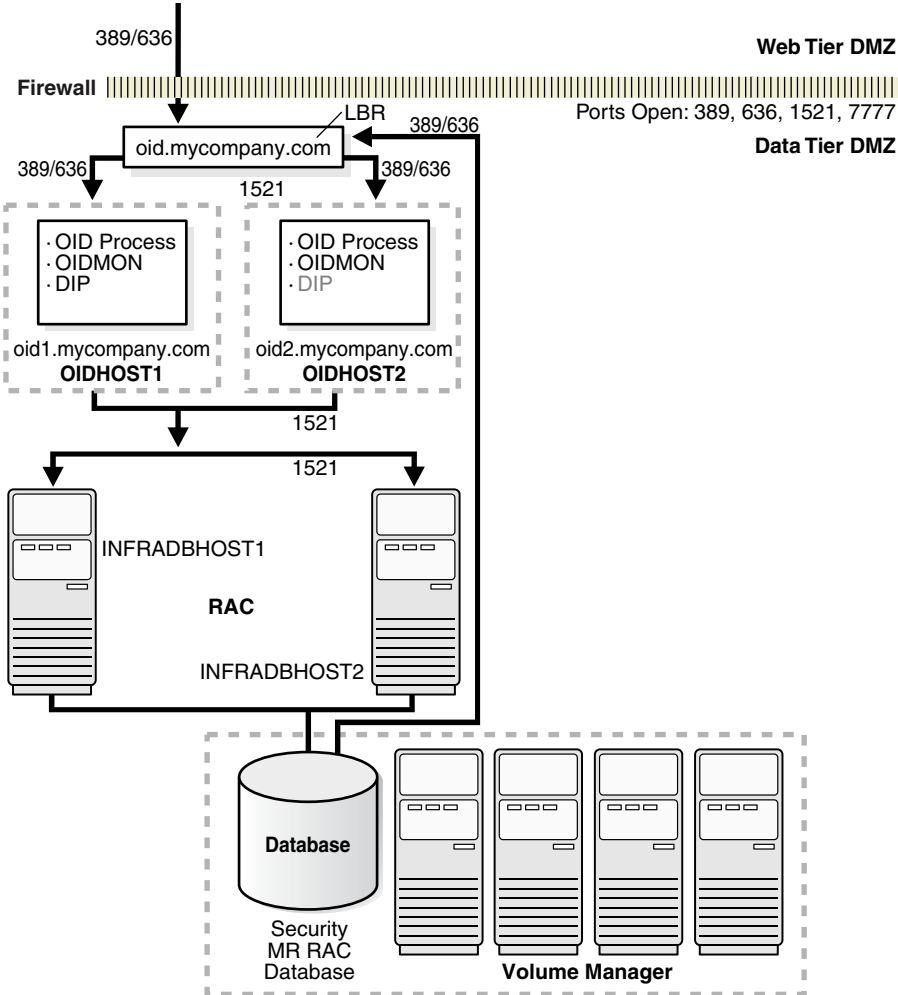 389/636
Web Tier DMZ
Firewall
Ports Open: 389, 636, 1521, 7777
LBR
389/636
Data Tier DMZ
oid.mycompany.com
389/636
389/636
1521
· OID Process
· OIDMON
· DIP
· OID Process
· OIDMON
· DIP
oid1.mycompany.com
OIDHOST1
oid2.mycompany.com
OIDHOST2
1521
1521
INFRADBHOST1
RAC
INFRADBHOST2
Database
Security
MR RAC
Database
Volume Manager